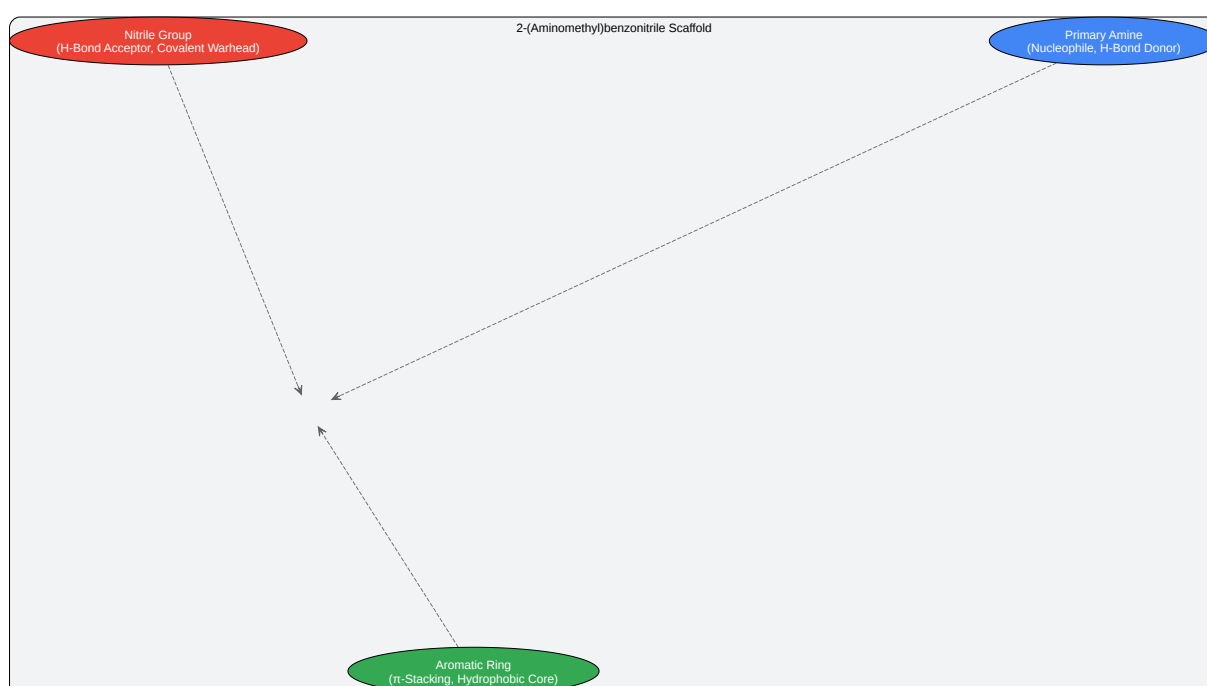 2-(Aminomethyl)benzonitrile Scaffold
Nitrile Group
(H-Bond Acceptor, Covalent Warhead)
Primary Amine
(Nucleophile, H-Bond Donor)
Aromatic Ring
(π-Stacking, Hydrophobic Core)